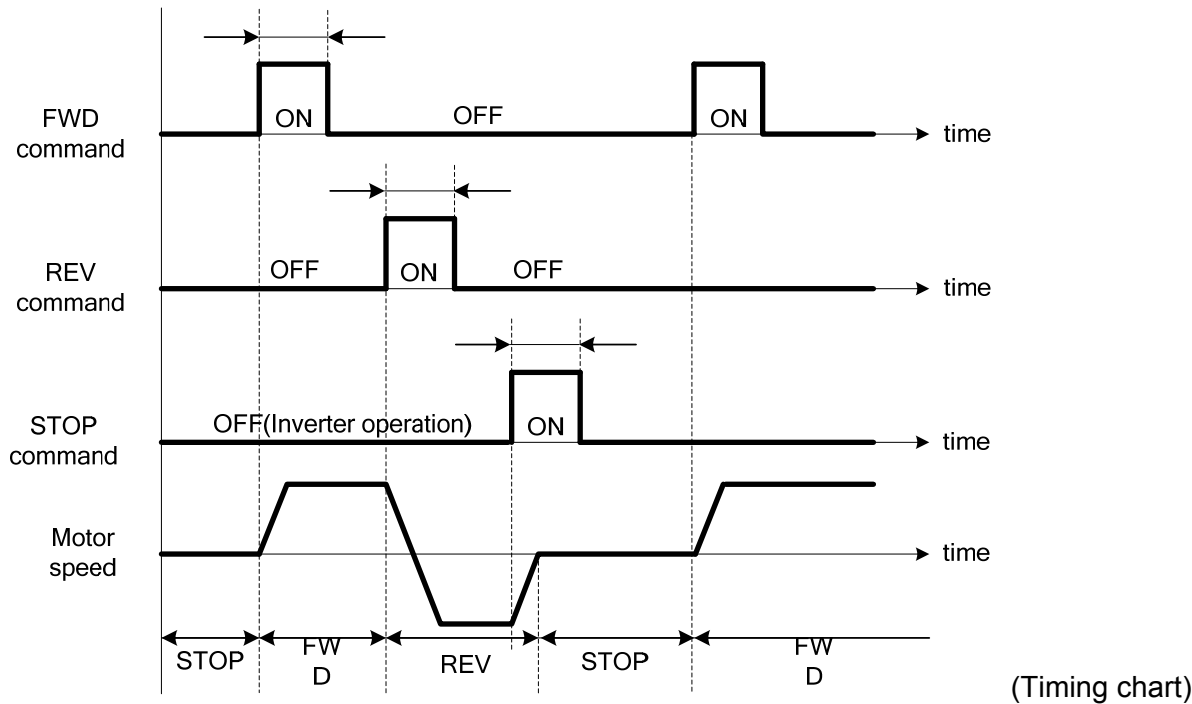 FWD
command
ON
OFF
ON
time
REV
command
OFF
ON
OFF
time
STOP
command
OFF(Inverter operation)
ON
time
Motor
speed
time
STOP
FW
D
REV
STOP
FW
D
(Timing chart)